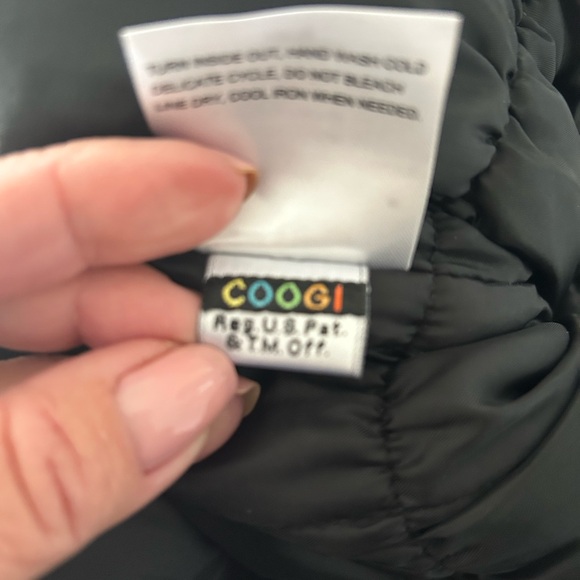 TURN INSIDE OUT, HAND WASH COLD
DELICATE CYCLE, DO NOT BLEACH
LINE DRY, COOL IRON WHEN NEEDED.
COOGI
Reg. U.S. Pat.
& T.M. Off.